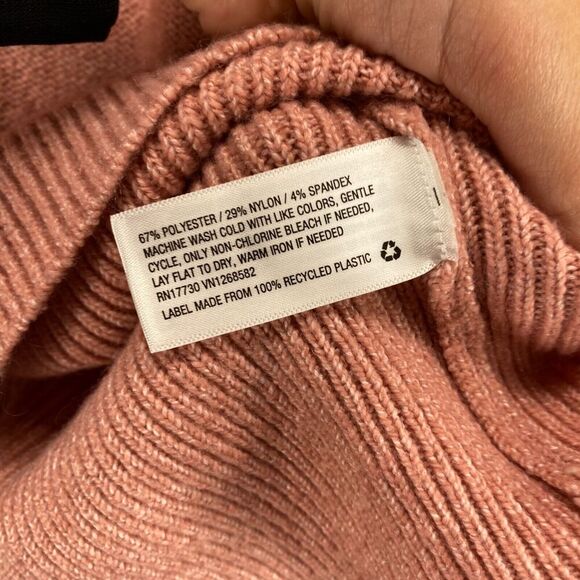 67% POLYESTER / 29% NYLON / 4% SPANDEX
MACHINE WASH COLD WITH LIKE COLORS, GENTLE
CYCLE, ONLY NON-CHLORINE BLEACH IF NEEDED,
LAY FLAT TO DRY, WARM IRON IF NEEDED
RN17730 VN1268582
LABEL MADE FROM 100% RECYCLED PLASTIC